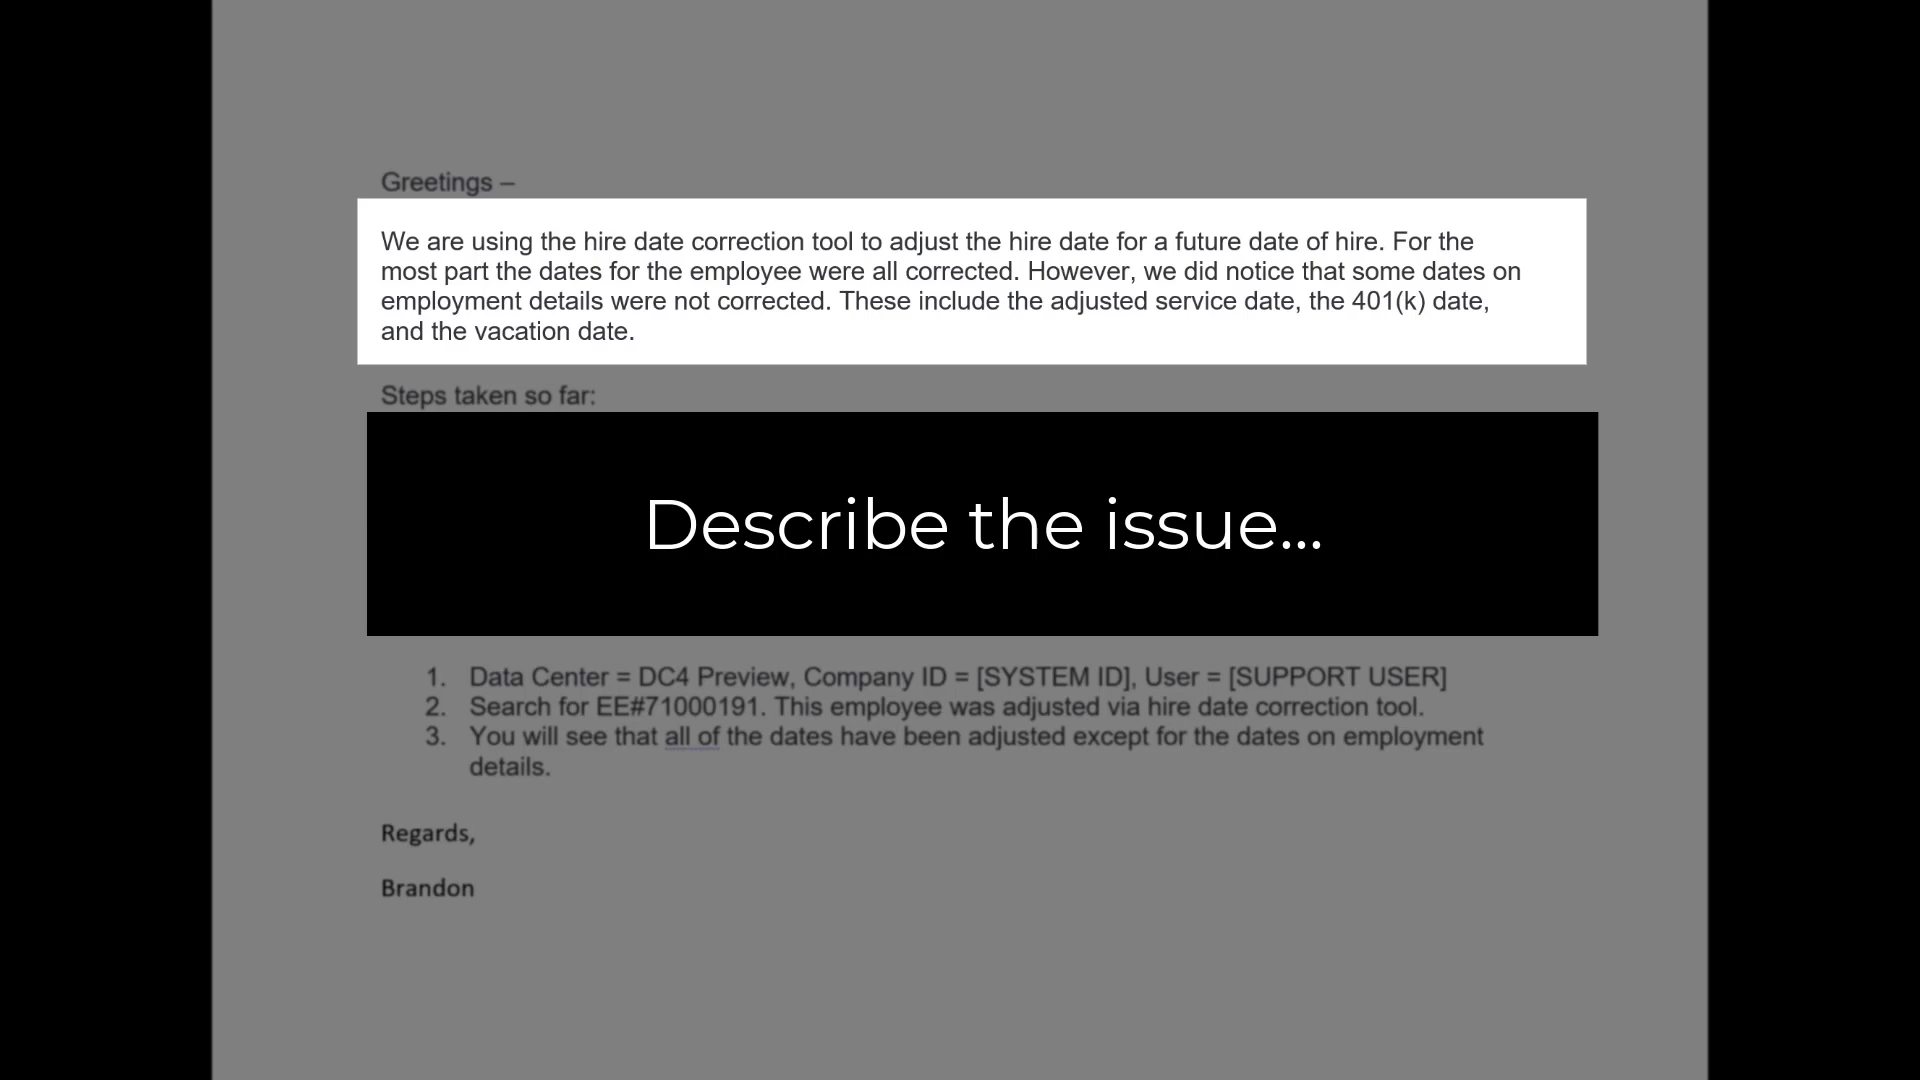 Greetings –
We are using the hire date correction tool to adjust the hire date for a future date of hire. For the
most part the dates for the employee were all corrected. However, we did notice that some dates on
employment details were not corrected. These include the adjusted service date, the 401(k) date,
and the vacation date.
Steps taken so far:
Describe the issue...
1. Data Center = DC4 Preview, Company ID = [SYSTEM ID], User = [SUPPORT USER]
2. Search for EE#71000191. This employee was adjusted via hire date correction tool.
3. You will see that all of the dates have been adjusted except for the dates on employment
details.
Regards,
Brandon